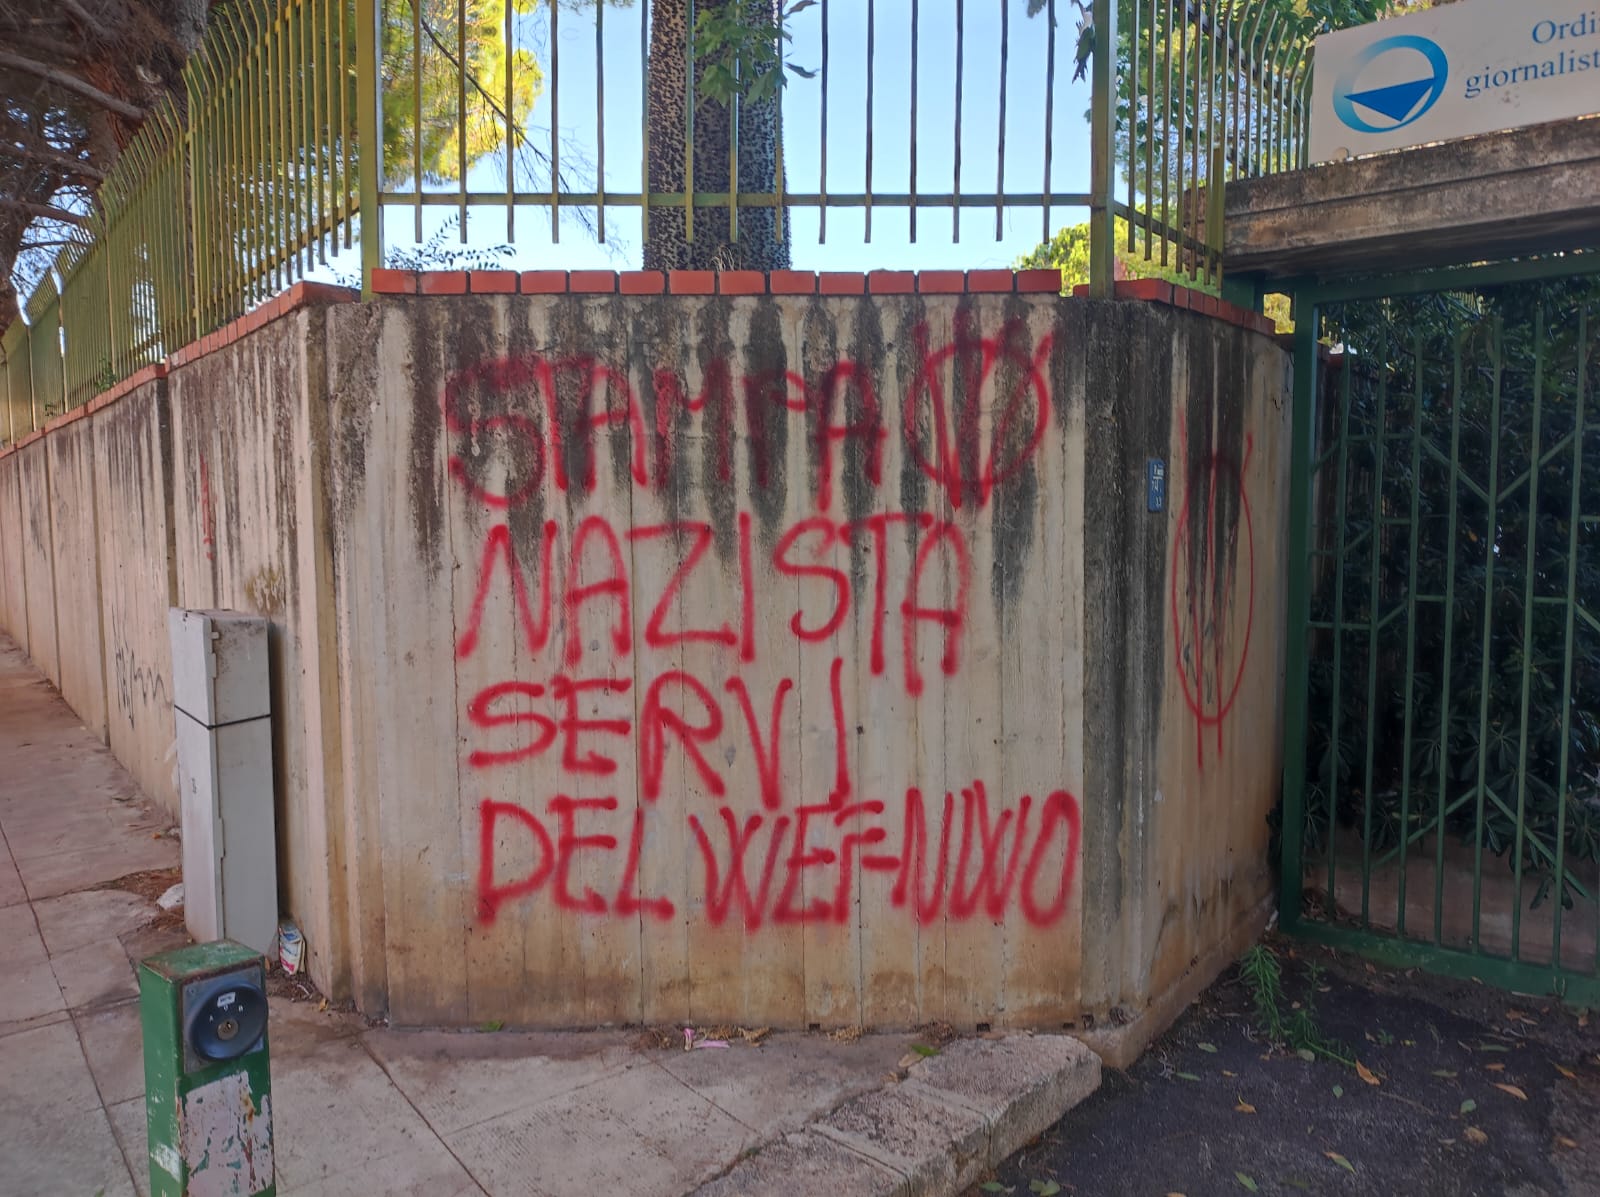 Ordi
giornalist
STAMPA
NAZISTA
SERVI
DEL WEF-NWO